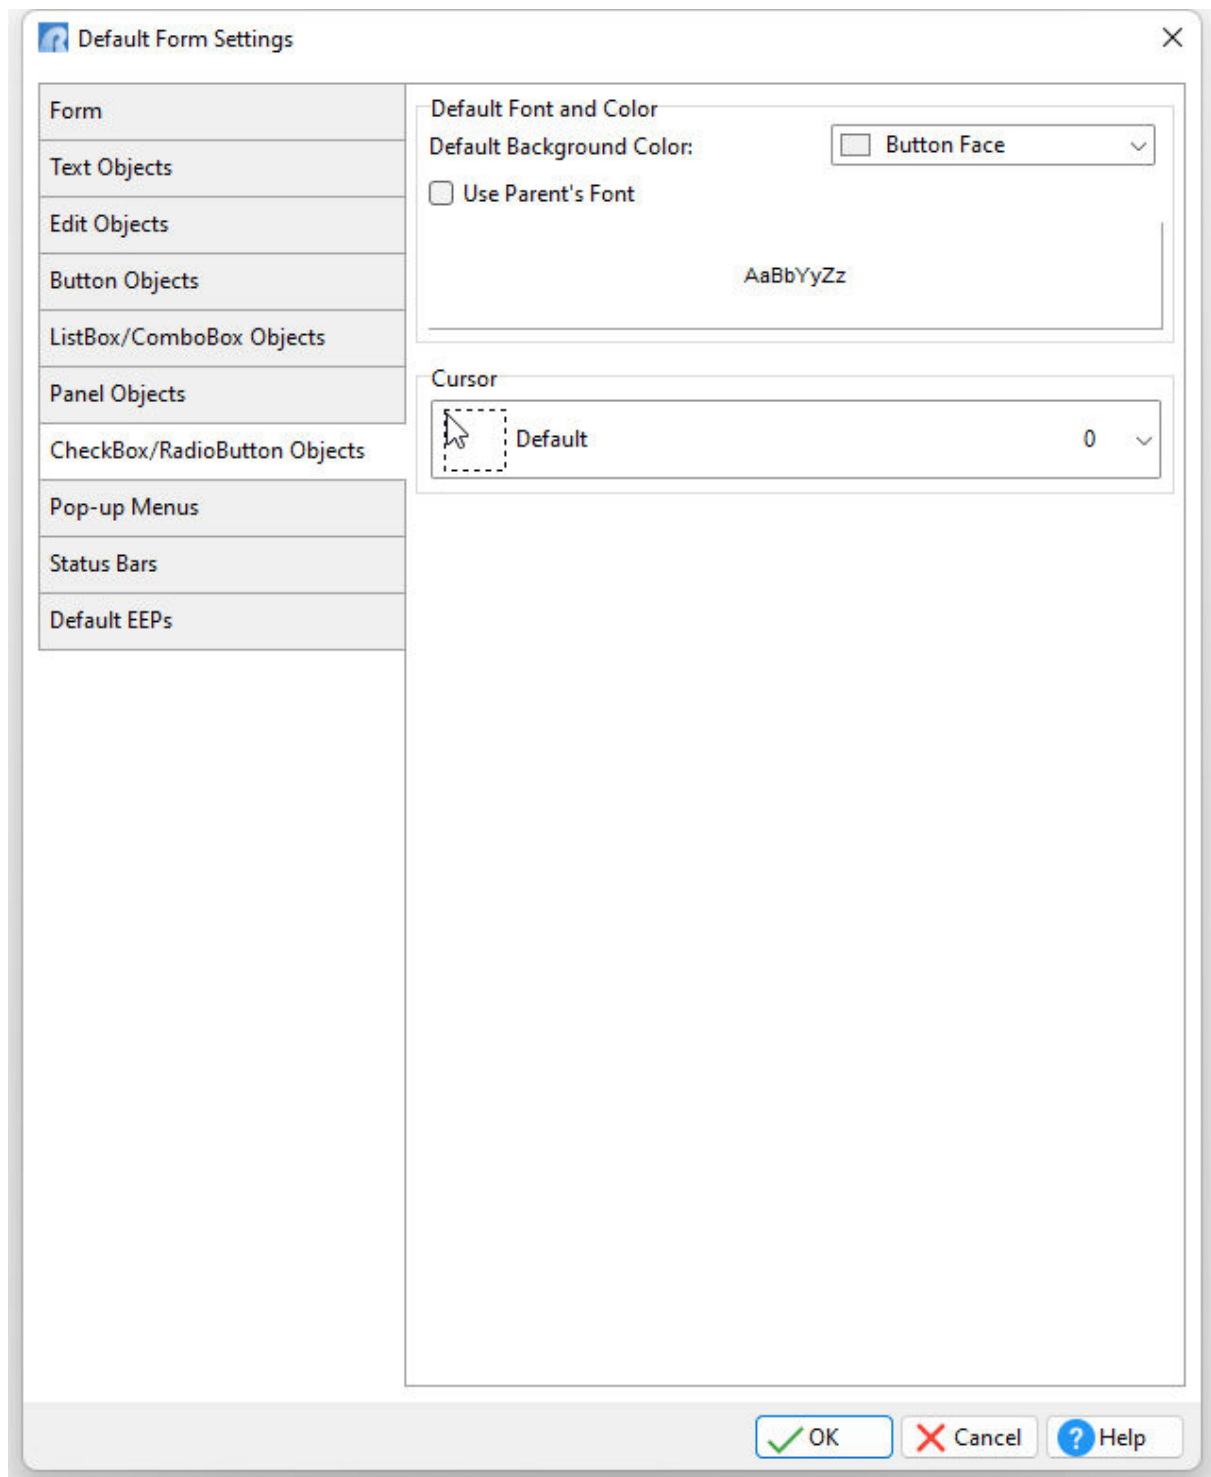 Default Form Settings
Form
Text Objects
Edit Objects
Button Objects
ListBox/ComboBox Objects
Panel Objects
CheckBox/RadioButton Objects
Pop-up Menus
Status Bars
Default EEPs
Default Font and Color
Default Background Color: Button Face
Use Parent's Font
AaBbYyZz
Cursor
Default 0
OK Cancel Help